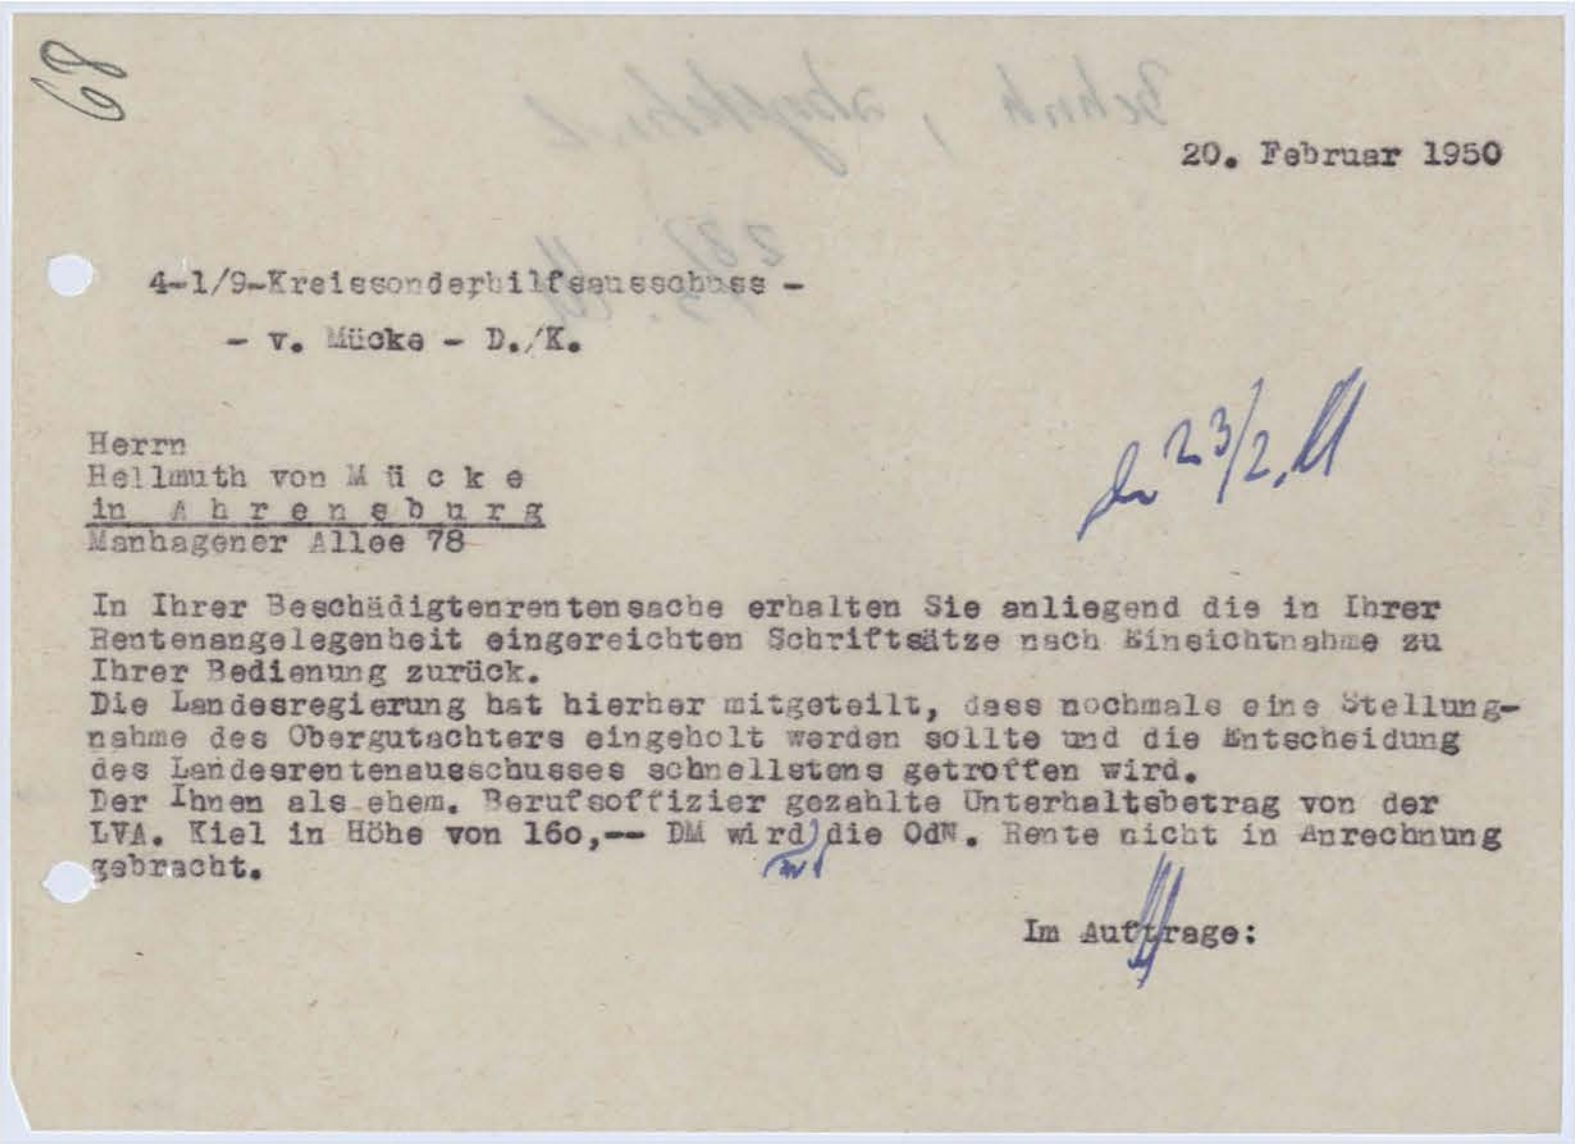 68
20. Februar 1950
4-1/9-Kreissonderhilfsausschuss -
- v. Mücke - D./K.
23/2.
Herrn
Hellmuth von M ü c k e
in A h r e n s b u r g
Manhagener Allee 78
In Ihrer Beschädigtenrentensache erhalten Sie anliegend die in Ihrer
Rentenangelegenheit eingereichten Schriftsätze nach Einsichtnahme zu
Ihrer Bedienung zurück.
Die Landesregierung hat hierher mitgeteilt, dass nochmals eine Stellung-
nahme des Obergutachters eingeholt werden sollte und die Entscheidung
des Landesrentenausschusses schnellstens getroffen wird.
Der Ihnen als ehem. Berufsoffizier gezahlte Unterhaltsbetrag von der
LVA. Kiel in Höhe von 16o,-- DM wird die OdN. Rente nicht in Anrechnung
gebracht.
Im Auftrage: